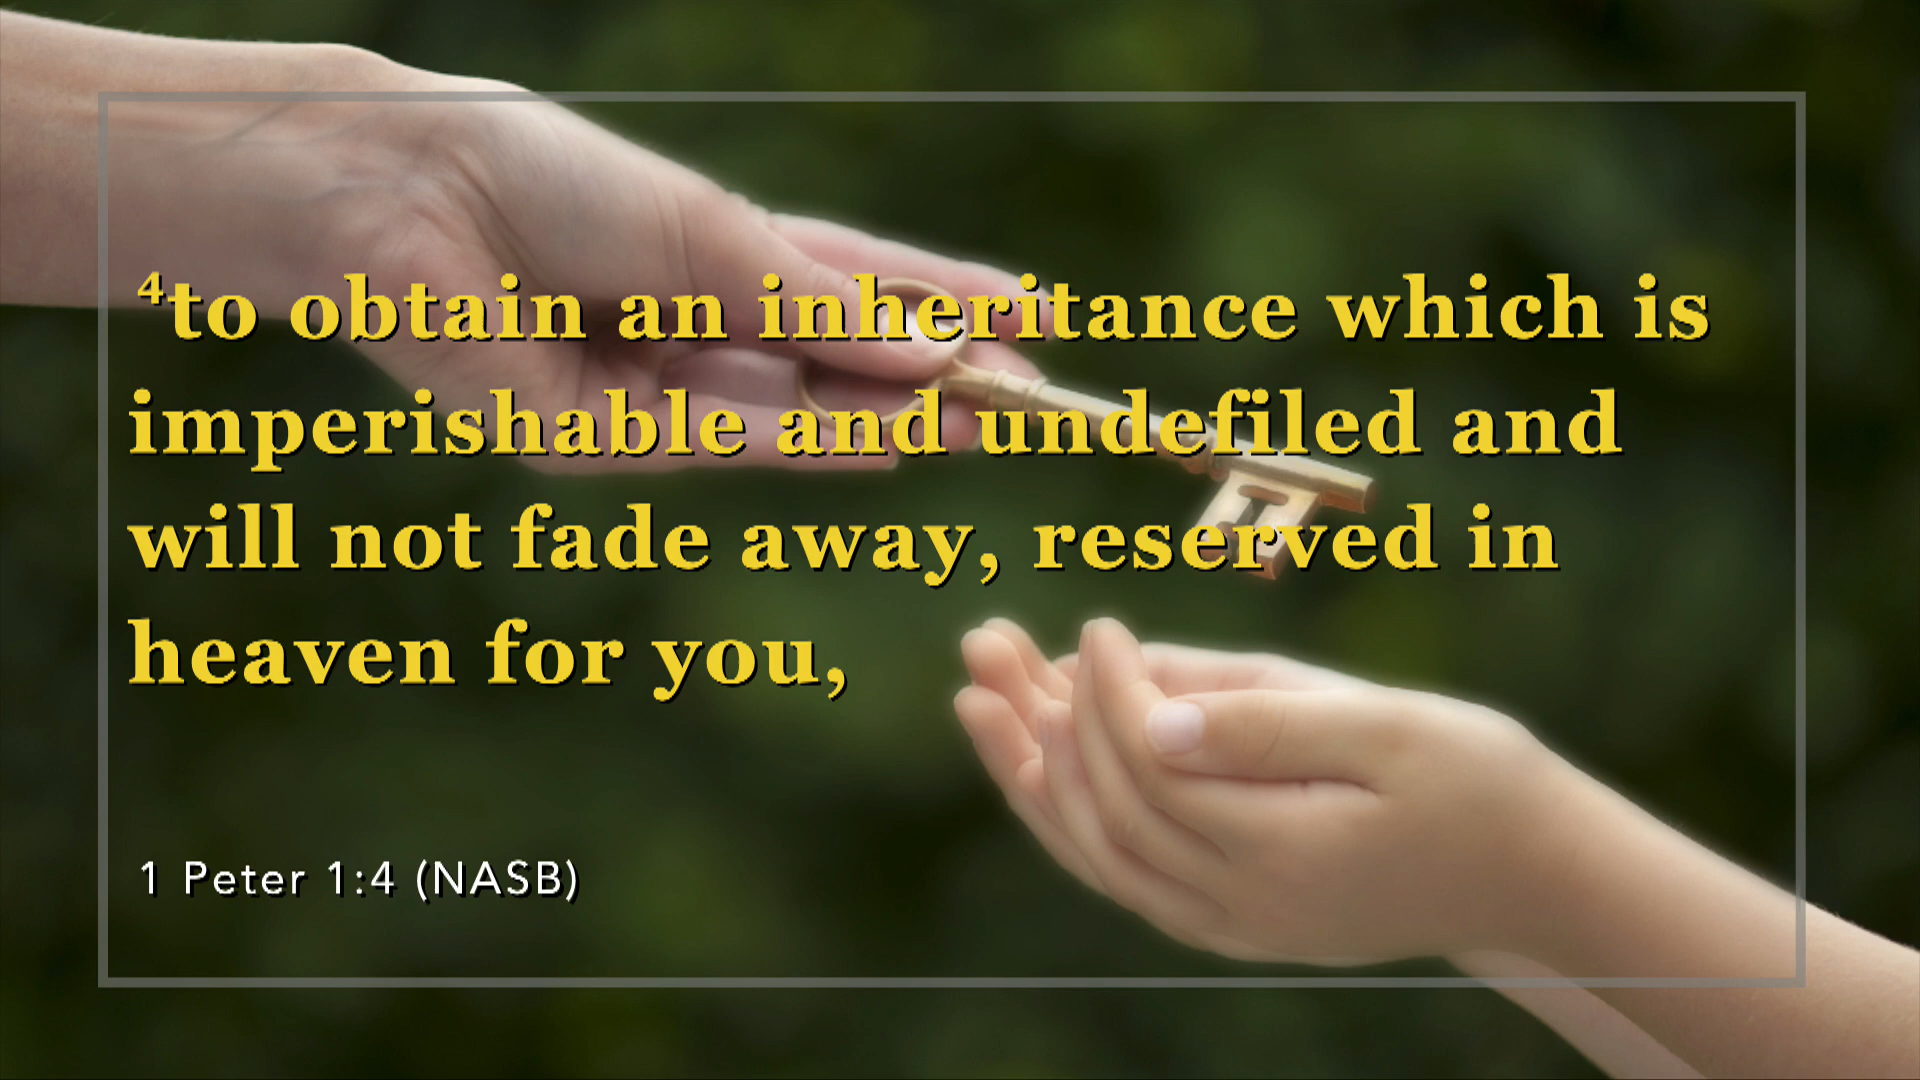 ⁴to obtain an inheritance which is
imperishable and undefiled and
will not fade away, reserved in
heaven for you,
1 Peter 1:4 (NASB)